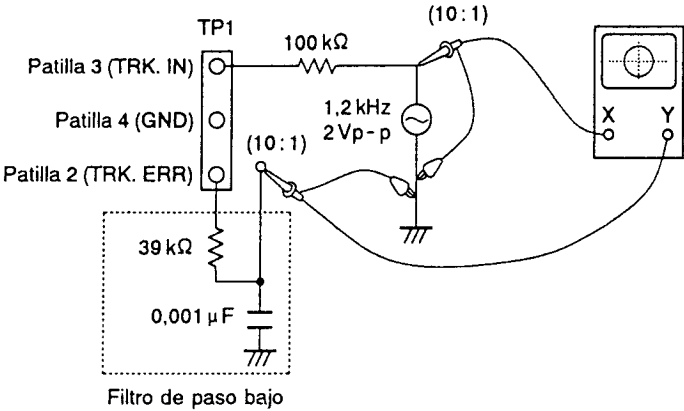 (10:1)
TP1
100 kΩ
Patilla 3 (TRK. IN)
X
Y
1,2 kHz
2 Vp-p
Patilla 4 (GND)
(10:1)
Patilla 2 (TRK. ERR)
39 kΩ
0,001 µF
Filtro de paso bajo